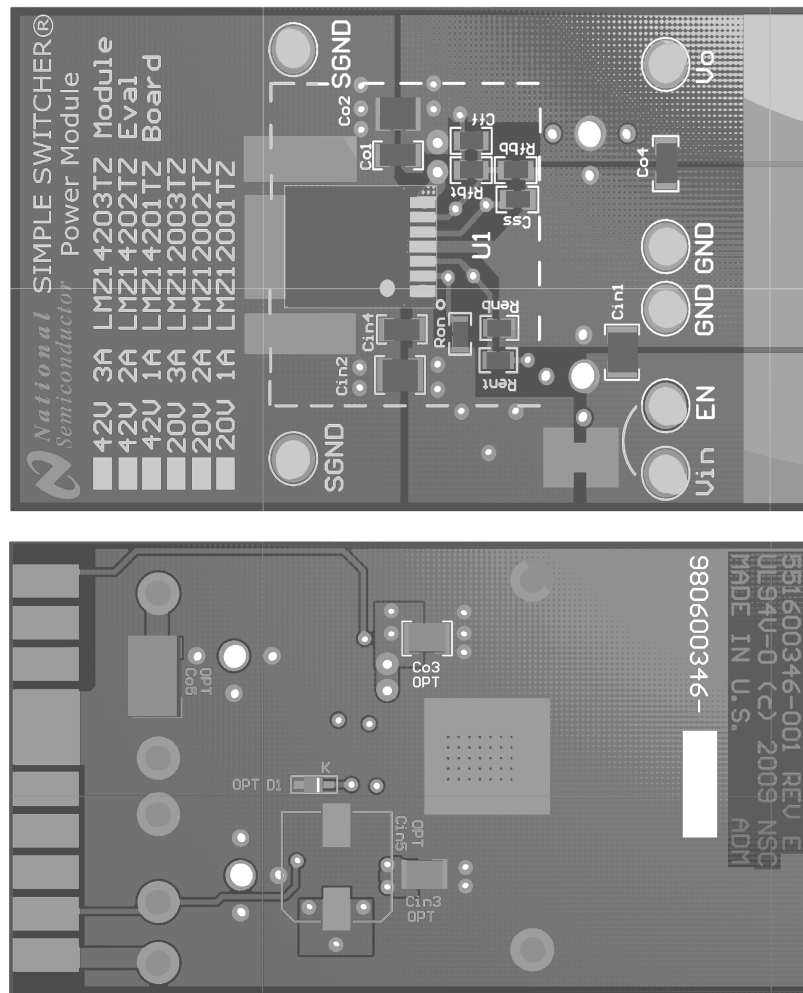 SIMPLE SWITCHER®
Power Module
National
Semiconductor
Module
Eval
Board
42V 3A LMZ14203TZ
42V 2A LMZ14202TZ
42V 1A LMZ14201TZ
20V 3A LMZ12003TZ
20V 2A LMZ12002TZ
20V 1A LMZ12001TZ
SGND
Co2
Co1
Cff
Rfbb
Rfbt
Css
U1
Co4
Vo
GND
GND
Cin1
Cin4
Cin2
Ron
Renb
Rent
EN
Vin
SGND
OPT
Co5
Co3
OPT
K
OPT D1
OPT
Cin5
Cin3
OPT
980600943-
551600346-001 REV E
UL94V-0 (c) 2009 NSC
MADE IN U.S. ADM